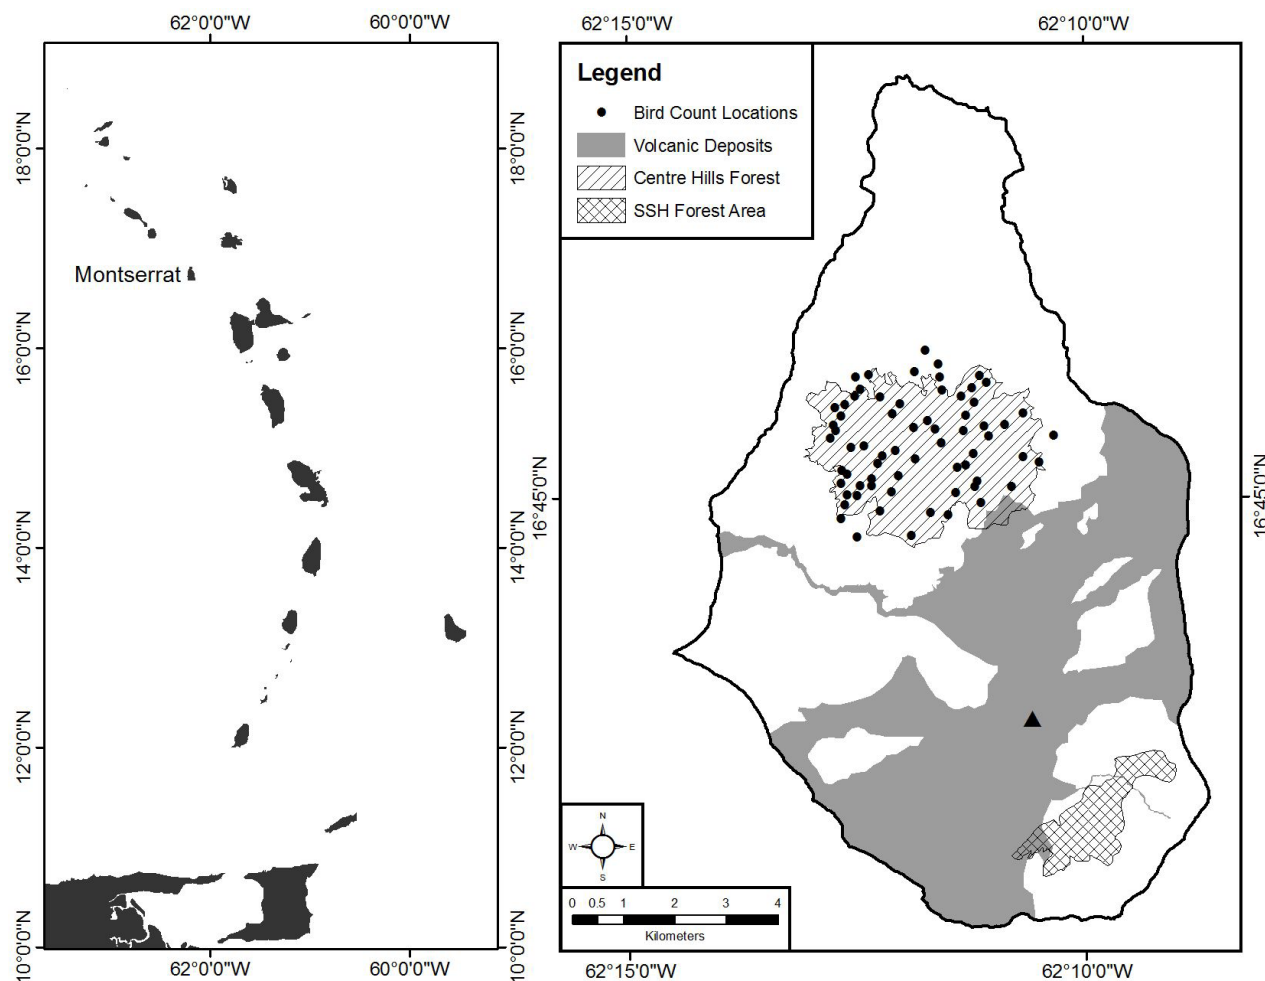 62°0'0"W 60°0'0"W
18°0'0"N
16°0'0"N
14°0'0"N
12°0'0"N
10°0'0"N
Montserrat
18°0'0"N
16°0'0"N
14°0'0"N
12°0'0"N
10°0'0"N
62°0'0"W 60°0'0"W
62°15'0"W 62°10'0"W
Legend
Bird Count Locations
Volcanic Deposits
Centre Hills Forest
SSH Forest Area
16°45'0"N
16°45'0"N
N
W E
S
0 0.5 1 2 3 4
Kilometers
62°15'0"W 62°10'0"W